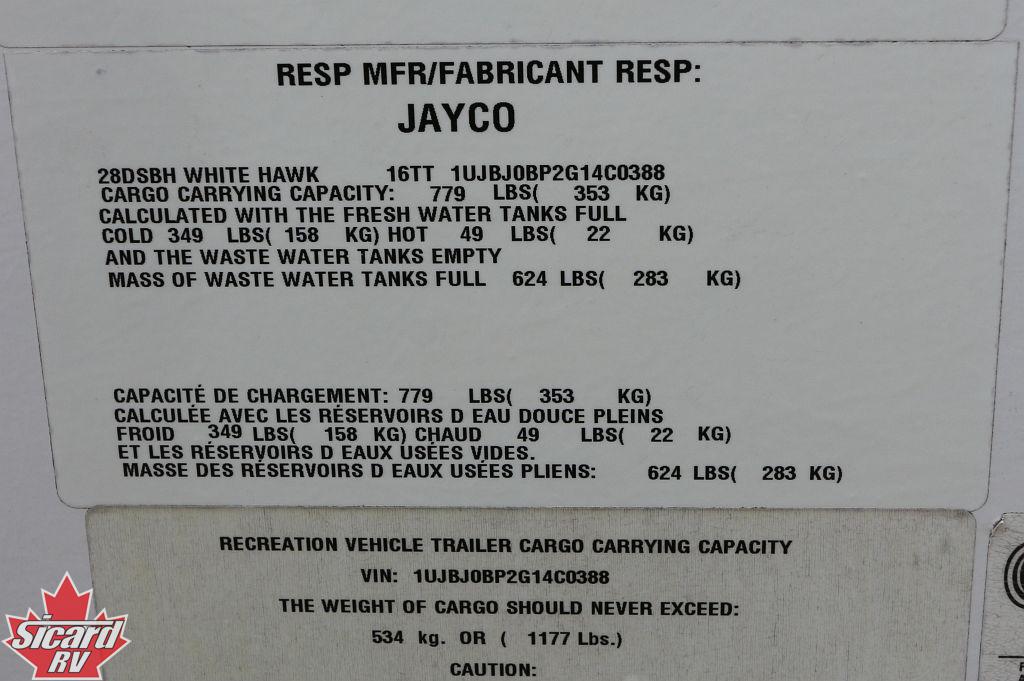 RESP MFR/FABRICANT RESP:
JAYCO
28DSBH WHITE HAWK 16TT 1UJBJ0BP2G14C0388
CARGO CARRYING CAPACITY: 779 LBS( 353 KG)
CALCULATED WITH THE FRESH WATER TANKS FULL
COLD 349 LBS( 158 KG) HOT 49 LBS( 22 KG)
AND THE WASTE WATER TANKS EMPTY
MASS OF WASTE WATER TANKS FULL 624 LBS( 283 KG)
CAPACITÉ DE CHARGEMENT: 779 LBS( 353 KG)
CALCULÉE AVEC LES RÉSERVOIRS D EAU DOUCE PLEINS
FROID 349 LBS( 158 KG) CHAUD 49 LBS( 22 KG)
ET LES RÉSERVOIRS D EAUX USÉES VIDES.
MASSE DES RÉSERVOIRS D EAUX USÉES PLIENS: 624 LBS( 283 KG)
RECREATION VEHICLE TRAILER CARGO CARRYING CAPACITY
VIN: 1UJBJ0BP2G14C0388
THE WEIGHT OF CARGO SHOULD NEVER EXCEED:
534 kg. OR ( 1177 Lbs.)
CAUTION:
Sicard
RV